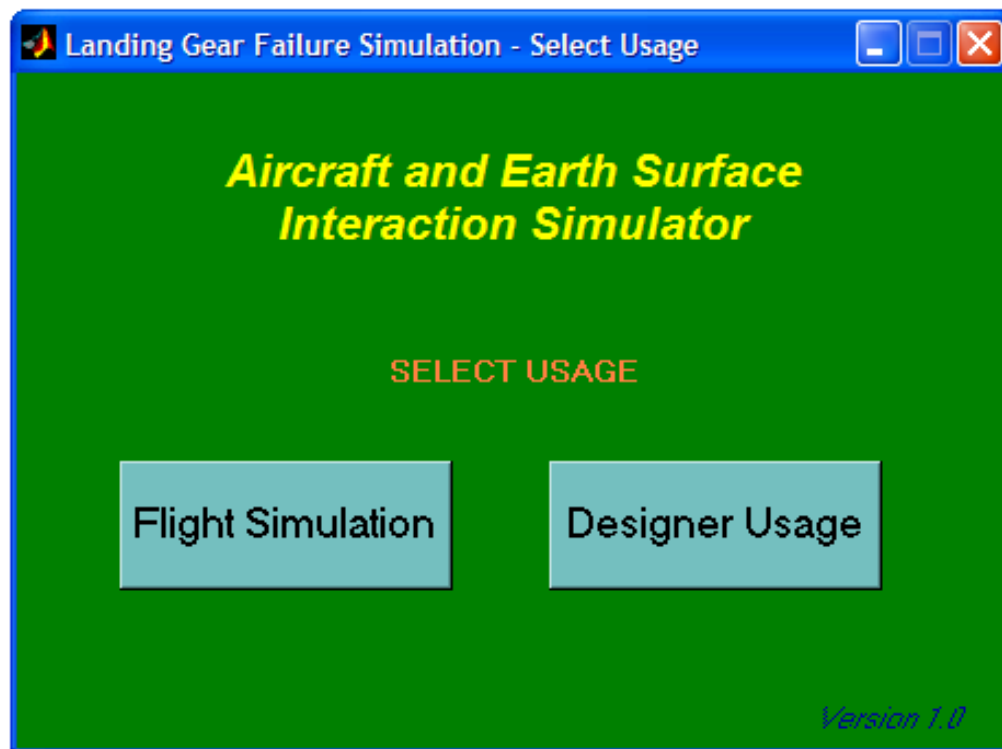 Landing Gear Failure Simulation - Select Usage
Aircraft and Earth Surface
Interaction Simulator
SELECT USAGE
Flight Simulation
Designer Usage
Version 1.0